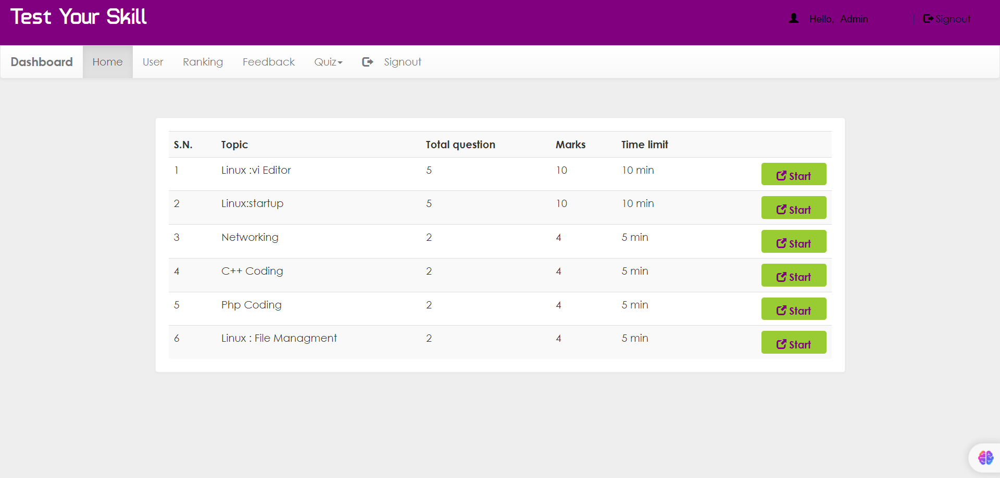 Test Your Skill
Hello, Admin | Signout
Dashboard Home User Ranking Feedback Quiz Signout
S.N. Topic Total question Marks Time limit
1 Linux :vi Editor 5 10 10 min Start
2 Linux:startup 5 10 10 min Start
3 Networking 2 4 5 min Start
4 C++ Coding 2 4 5 min Start
5 Php Coding 2 4 5 min Start
6 Linux : File Managment 2 4 5 min Start